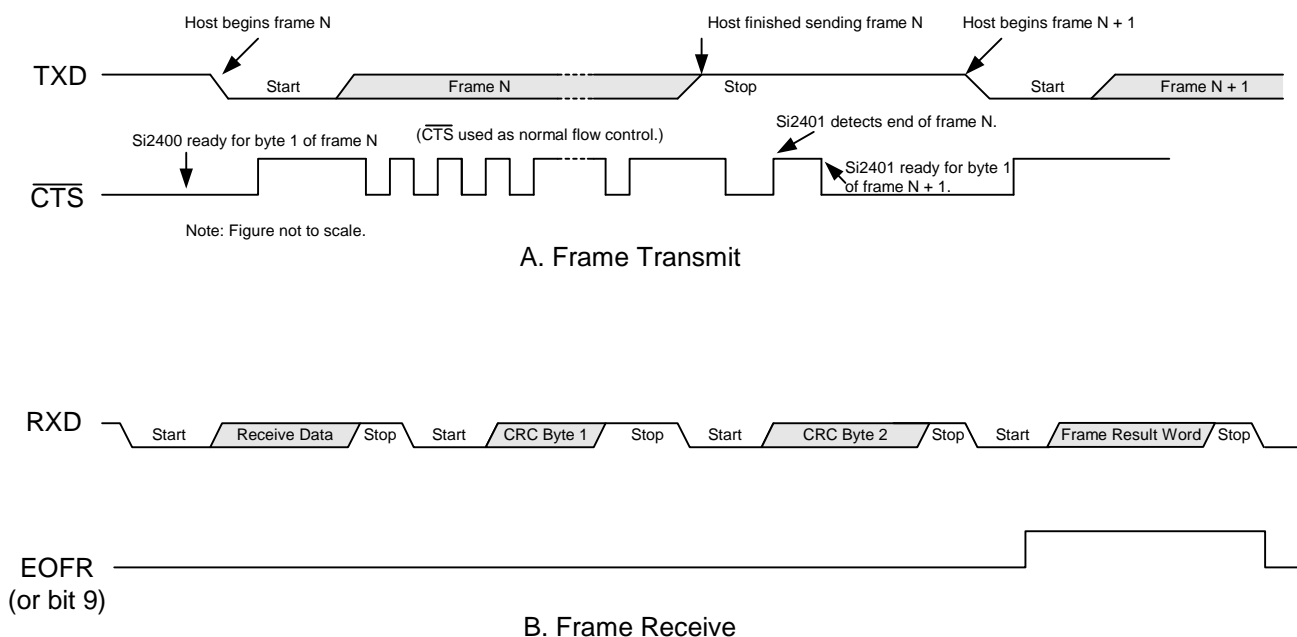 Host begins frame N
Host finished sending frame N
Host begins frame N + 1
TXD
Start
Frame N
Stop
Start
Frame N + 1
Si2400 ready for byte 1 of frame N
(CTS used as normal flow control.)
Si2401 detects end of frame N.
Si2401 ready for byte 1
of frame N + 1.
CTS
Note: Figure not to scale.
A. Frame Transmit
RXD
Start
Receive Data
Stop
Start
CRC Byte 1
Stop
Start
CRC Byte 2
Stop
Start
Frame Result Word
Stop
EOFR
(or bit 9)
B. Frame Receive